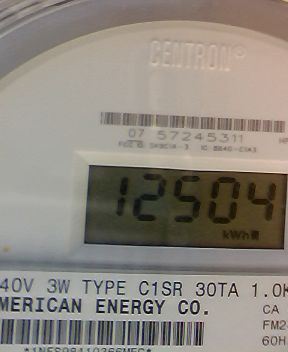 CENTRON®
07 57245311
12504
kWh
40V 3W TYPE C1SR 30TA 1.0K
MERICAN ENERGY CO. CA
FM2
60H